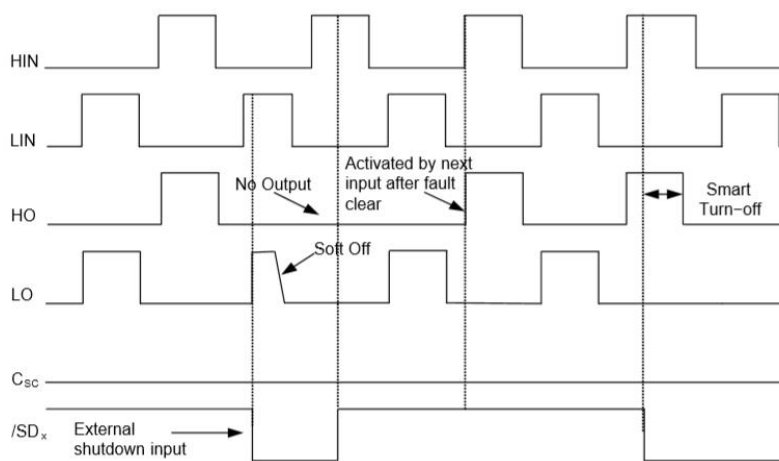 HIN
LIN
Activated by next
input after fault
clear
No Output
HO
Smart
Turn−off
Soft Off
LO
Csc
/SDx
External
shutdown input